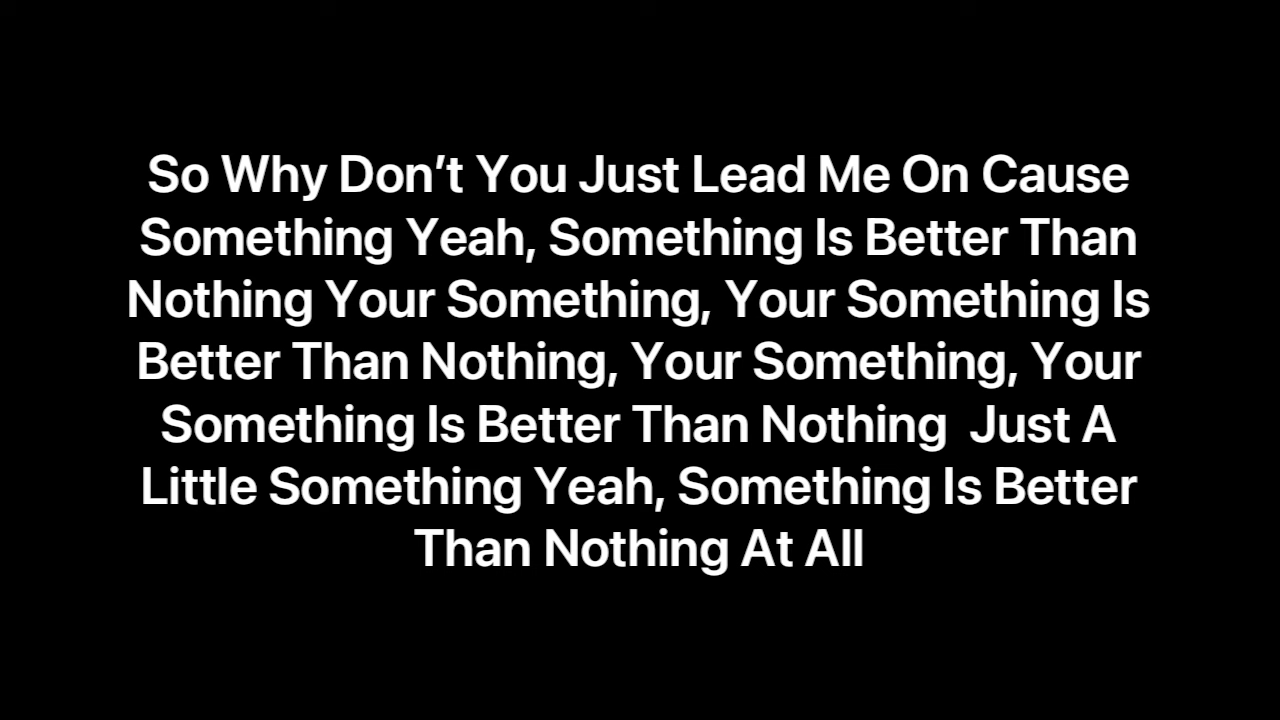 So Why Don’t You Just Lead Me On Cause
Something Yeah, Something Is Better Than
Nothing Your Something, Your Something Is
Better Than Nothing, Your Something, Your
Something Is Better Than Nothing  Just A
Little Something Yeah, Something Is Better
Than Nothing At All